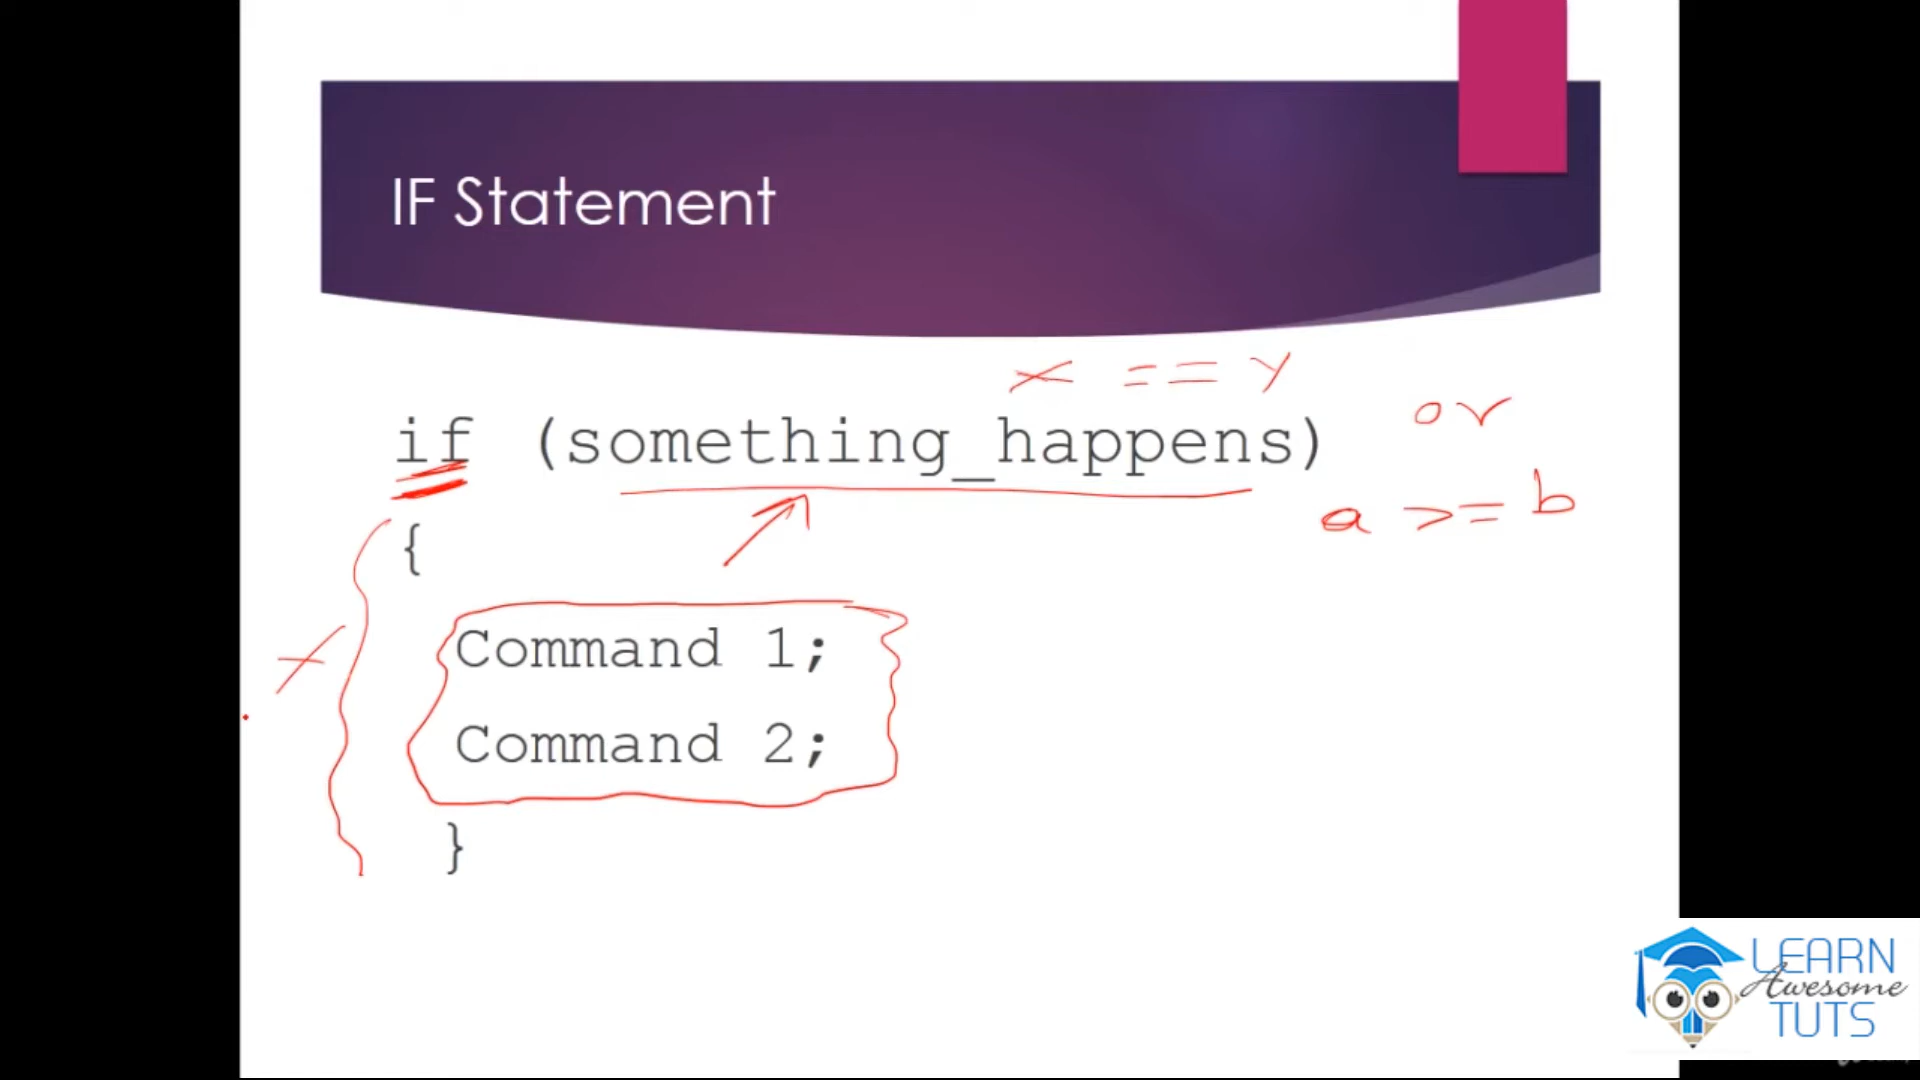 IF Statement
x == y
if (something_happens)
or
a >= b
{
Command 1;
x
Command 2;
}
LEARN
Awesome
TUTS